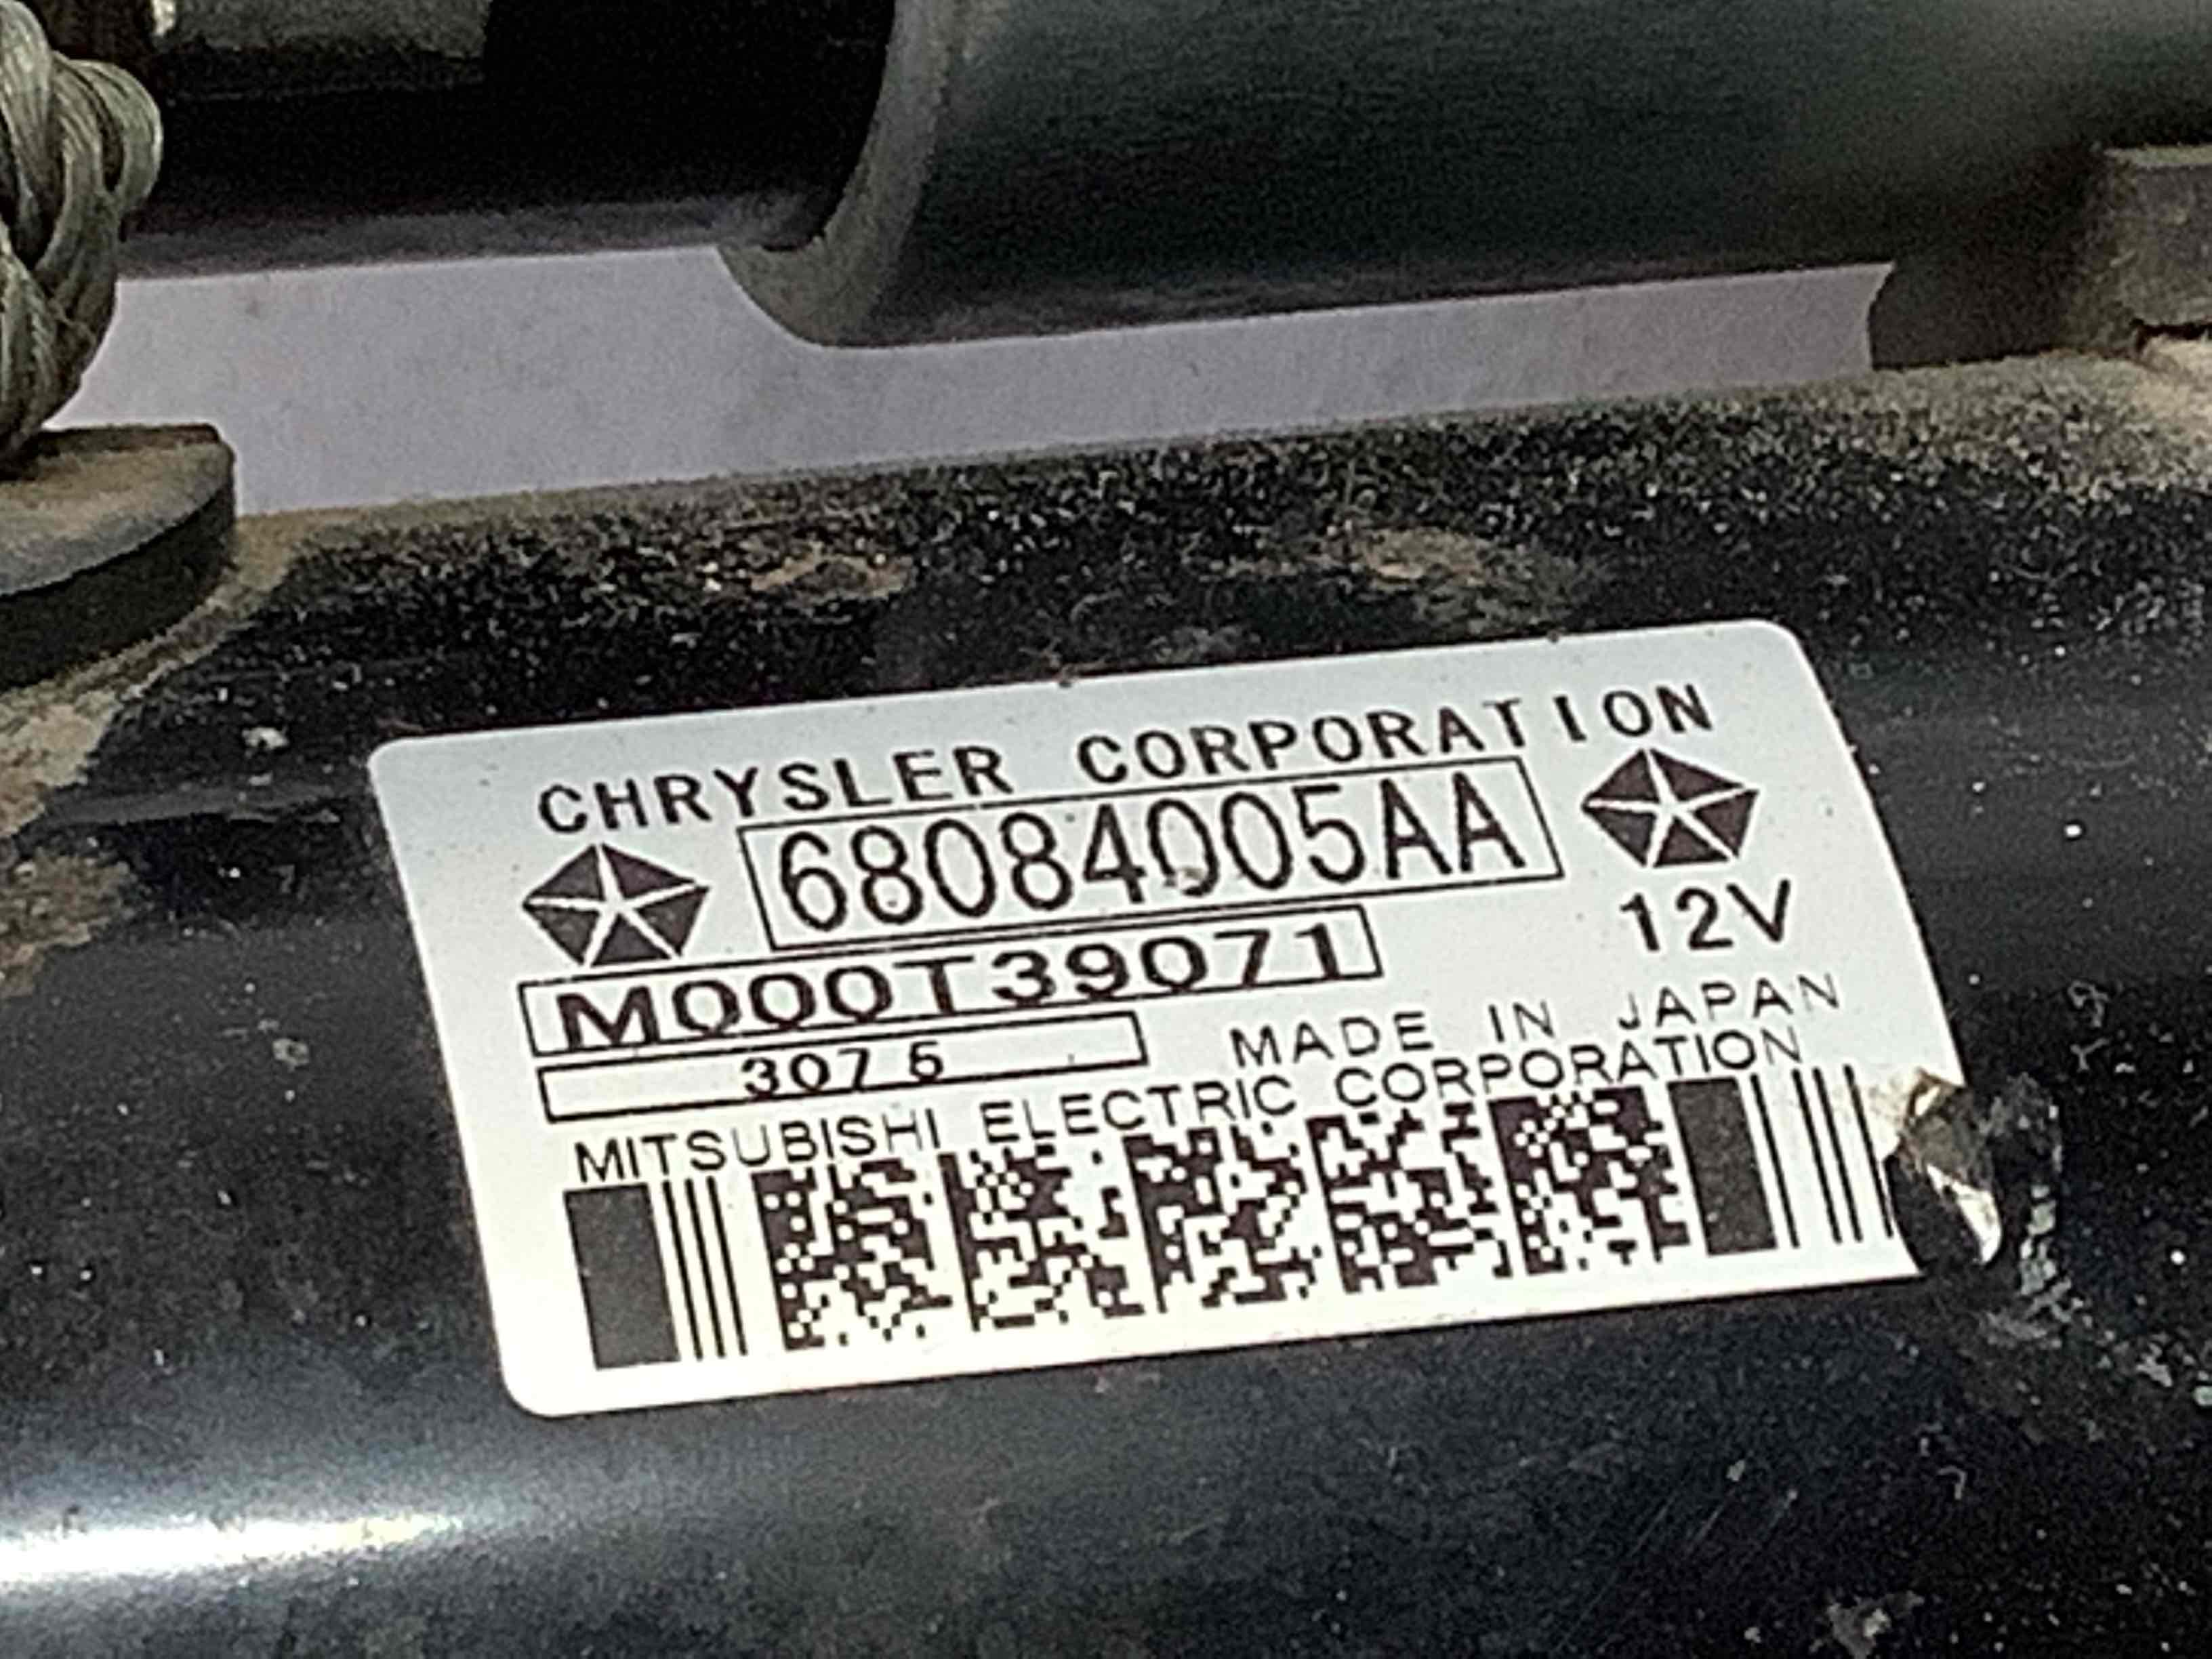 CHRYSLER CORPORATION
68084005AA
12V
M000T39071
3075
MADE IN JAPAN
MITSUBISHI ELECTRIC CORPORATION